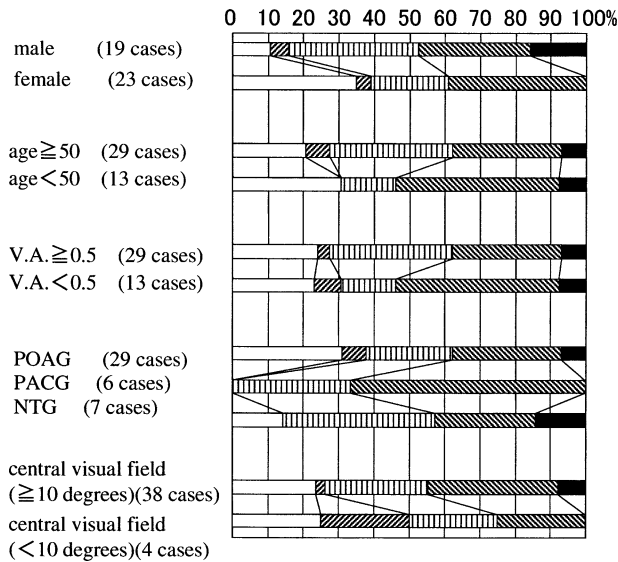 0 10 20 30 40 50 60 70 80 90 100%
male (19 cases)
female (23 cases)
age≧50 (29 cases)
age<50 (13 cases)
V.A.≧0.5 (29 cases)
V.A.<0.5 (13 cases)
POAG (29 cases)
PACG (6 cases)
NTG (7 cases)
central visual field
(≧10 degrees)(38 cases)
central visual field
(<10 degrees)(4 cases)